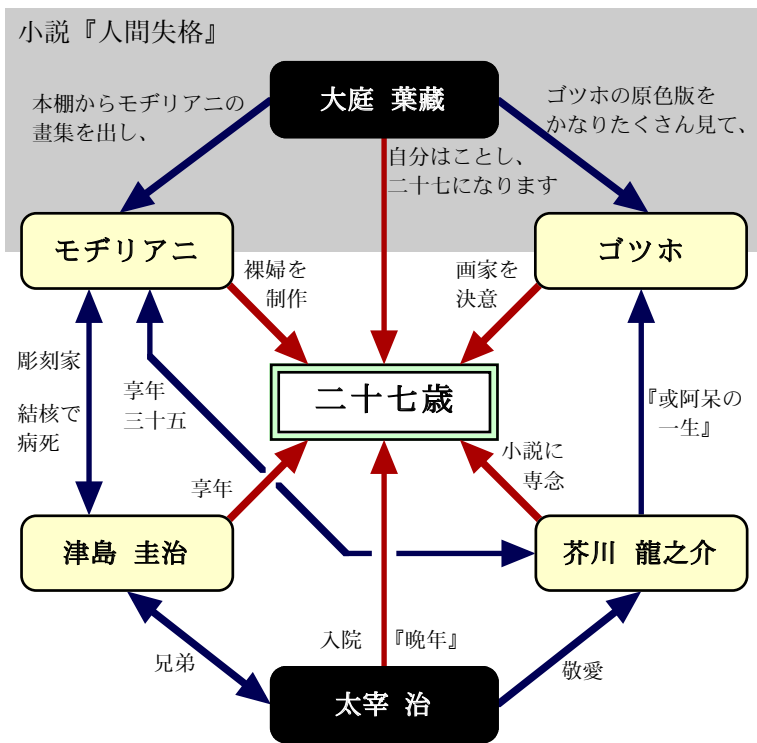 小説『人間失格』
大庭 葉藏
本棚からモヂリアニの
畫集を出し、
ゴツホの原色版を
かなりたくさん見て、
自分はことし、
二十七になります
モヂリアニ
ゴツホ
裸婦を
制作
画家を
決意
彫刻家
結核で
病死
享年
三十五
二十七歳
『或阿呆の
一生』
享年
小説に
専念
津島 圭治
芥川 龍之介
入院
『晩年』
兄弟
敬愛
太宰 治